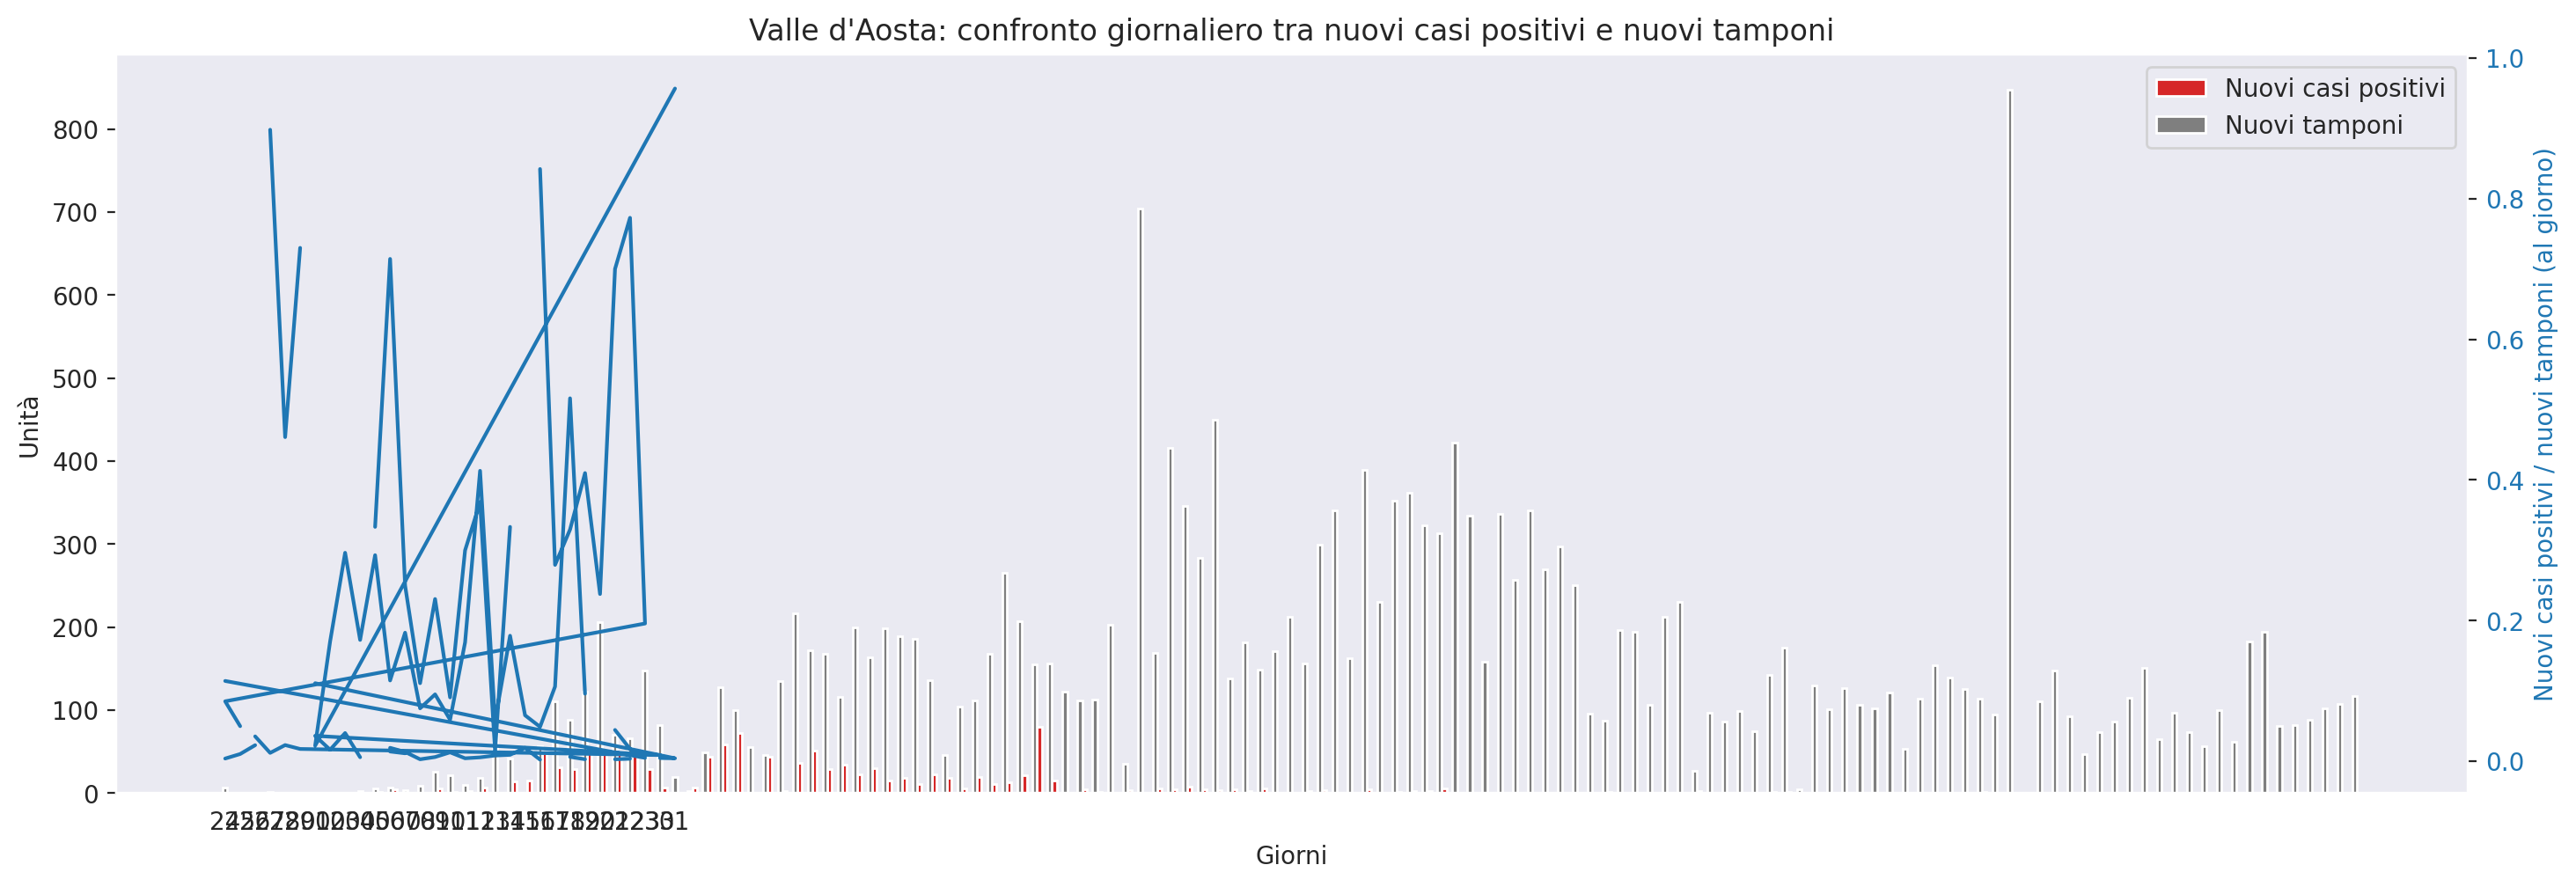 Valle d'Aosta: confronto giornaliero tra nuovi casi positivi e nuovi tamponi
Nuovi casi positivi
Nuovi tamponi
Unità
800
700
600
500
400
300
200
100
0
1.0
0.8
0.6
0.4
0.2
0.0
Nuovi casi positivi / nuovi tamponi (al giorno)
Giorni